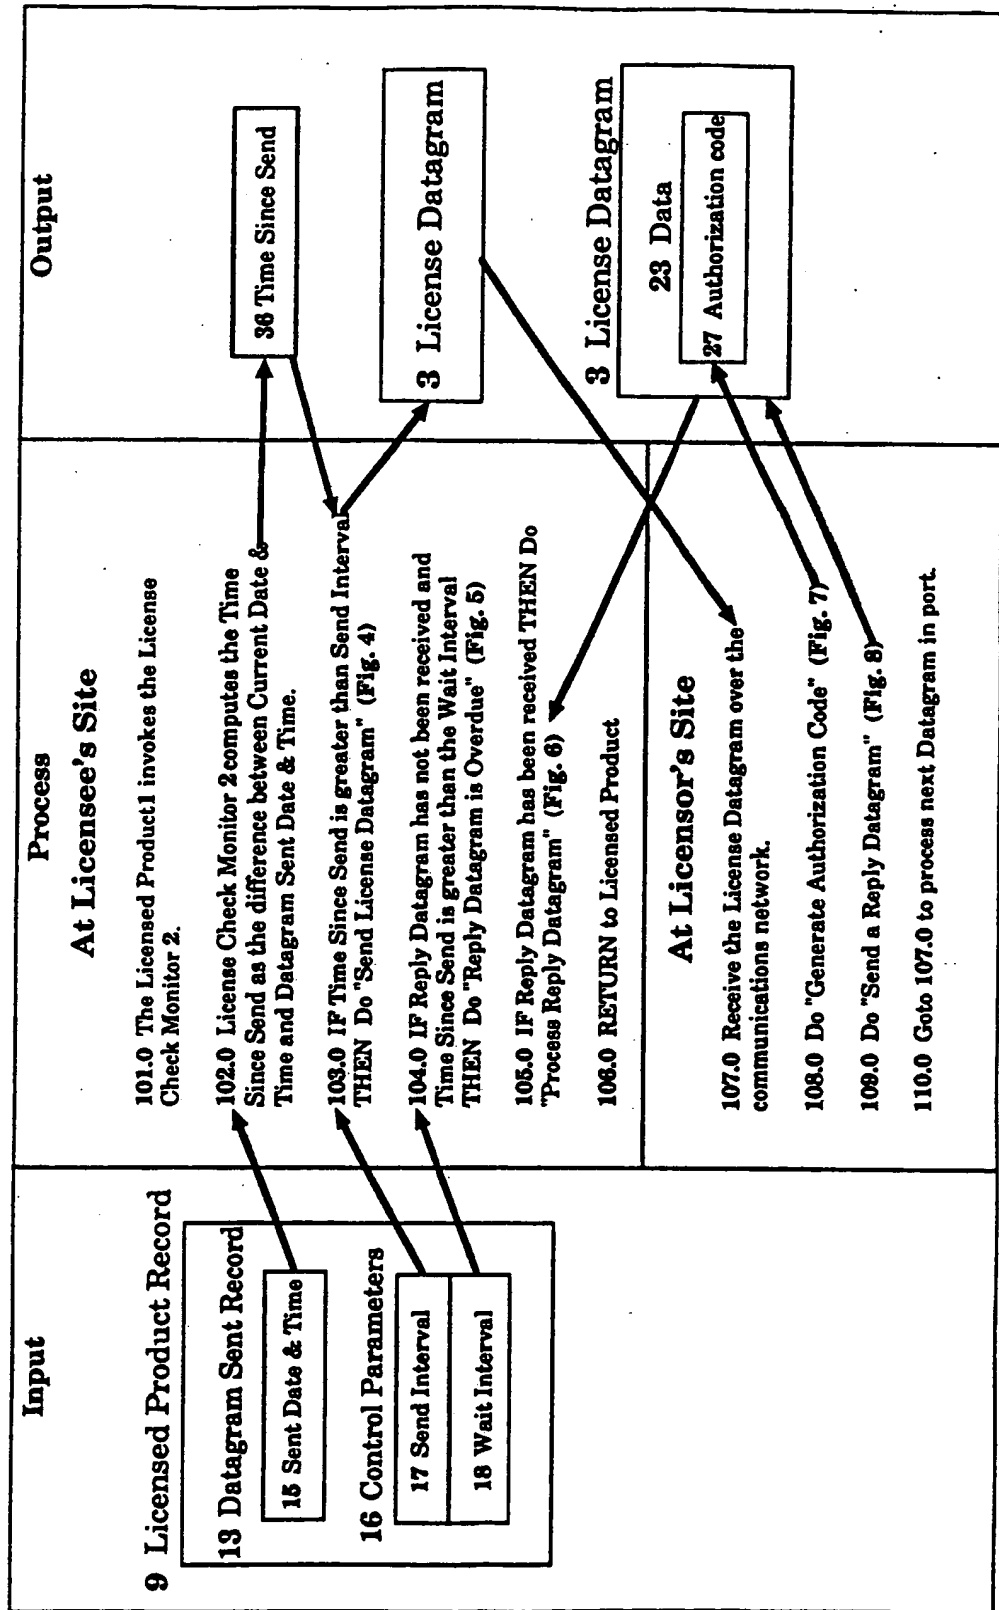 Input
9 Licensed Product Record
13 Datagram Sent Record
15 Sent Date & Time
16 Control Parameters
17 Send Interval
18 Wait Interval
Process
At Licensee's Site
101.0 The Licensed Product1 invokes the License
Check Monitor 2.
102.0 License Check Monitor 2 computes the Time
Since Send as the difference between Current Date &
Time and Datagram Sent Date & Time.
103.0 IF Time Since Send is greater than Send Interval
THEN Do "Send License Datagram" (Fig. 4)
104.0 IF Reply Datagram has not been received and
Time Since Send is greater than the Wait Interval
THEN Do "Reply Datagram is Overdue" (Fig. 5)
105.0 IF Reply Datagram has been received THEN Do
"Process Reply Datagram" (Fig. 6)
106.0 RETURN to Licensed Product
At Licensor's Site
107.0 Receive the License Datagram over the
communications network.
108.0 Do "Generate Authorization Code" (Fig. 7)
109.0 Do "Send a Reply Datagram" (Fig. 8)
110.0 Goto 107.0 to process next Datagram in port.
Output
36 Time Since Send
3 License Datagram
3 License Datagram
23 Data
27 Authorization code